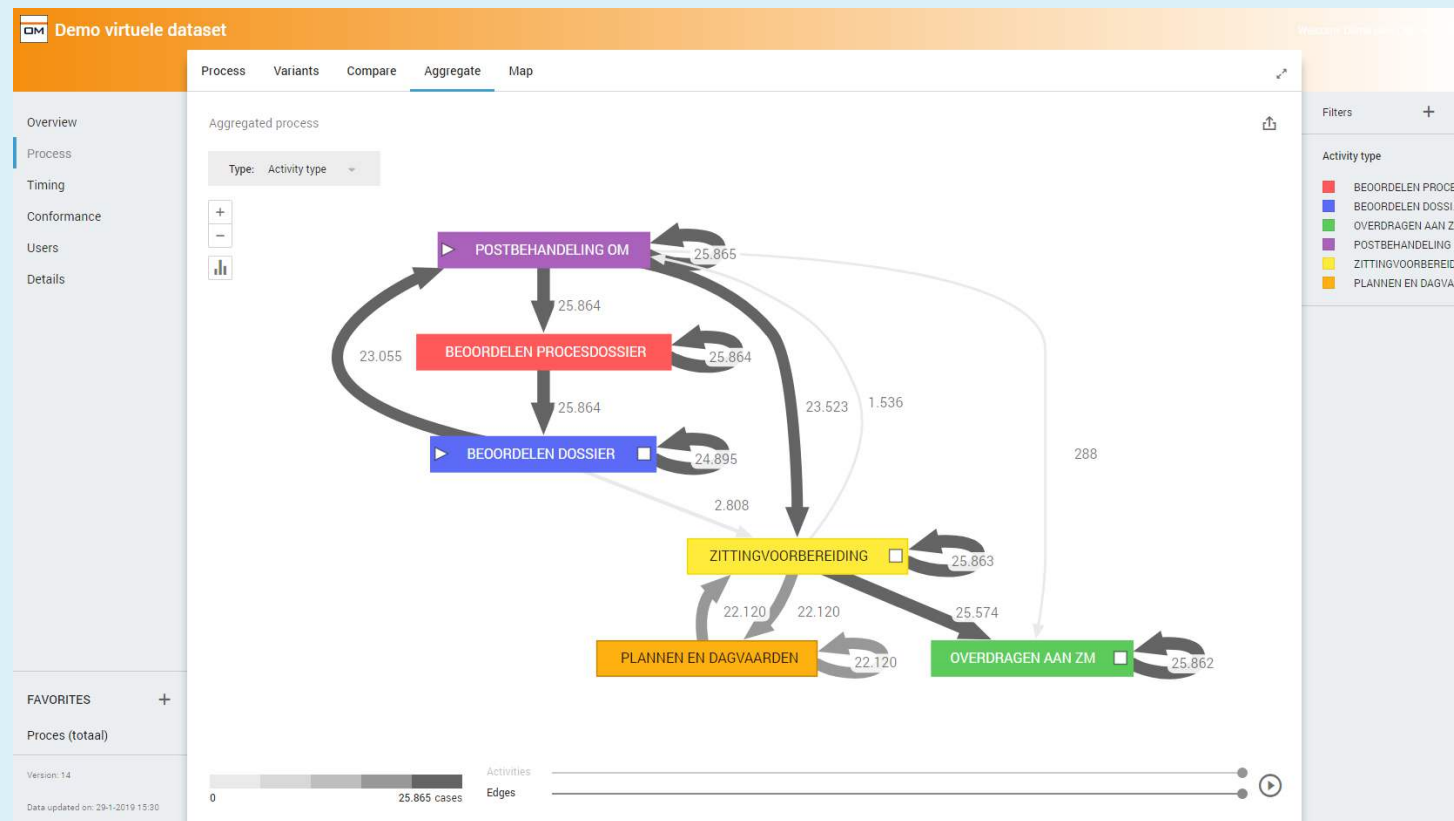 OM Demo virtuele dataset
Process Variants Compare Aggregate Map
Overview
Process
Timing
Conformance
Users
Details
FAVORITES +
Proces (totaal)
Version: 14
Data updated on: 29-1-2019 15:30
Aggregated process
Type: Activity type
+
−
POSTBEHANDELING OM
25.865
25.864
BEOORDELEN PROCESDOSSIER
25.864
23.055
25.864
23.523
1.536
BEOORDELEN DOSSIER
24.895
288
2.808
ZITTINGVOORBEREIDING
25.863
22.120
22.120
25.574
PLANNEN EN DAGVAARDEN
22.120
OVERDRAGEN AAN ZM
25.862
0
25.865 cases
Activities
Edges
Filters +
Activity type
BEOORDELEN PROCE
BEOORDELEN DOSSI
OVERDRAGEN AAN Z
POSTBEHANDELING
ZITTINGVOORBEREID
PLANNEN EN DAGVA